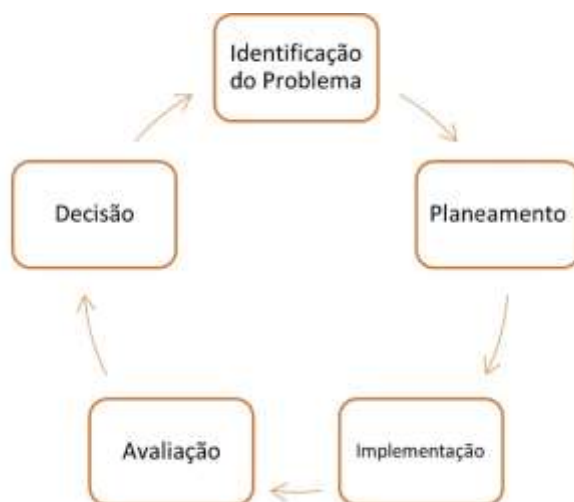 Identificação
do Problema
Planeamento
Implementação
Avaliação
Decisão